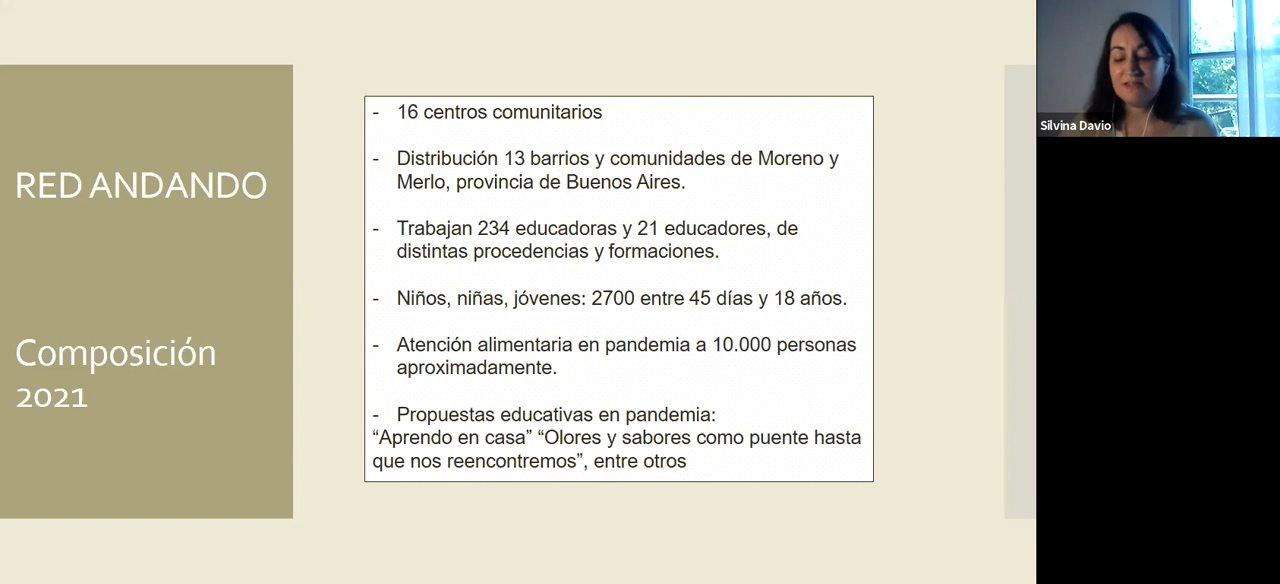 RED ANDANDO
Composición
2021
- 16 centros comunitarios
- Distribución 13 barrios y comunidades de Moreno y
Merlo, provincia de Buenos Aires.
- Trabajan 234 educadoras y 21 educadores, de
distintas procedencias y formaciones.
- Niños, niñas, jóvenes: 2700 entre 45 días y 18 años.
- Atención alimentaria en pandemia a 10.000 personas
aproximadamente.
- Propuestas educativas en pandemia:
“Aprendo en casa” “Olores y sabores como puente hasta
que nos reencontremos”, entre otros
Silvina Davio